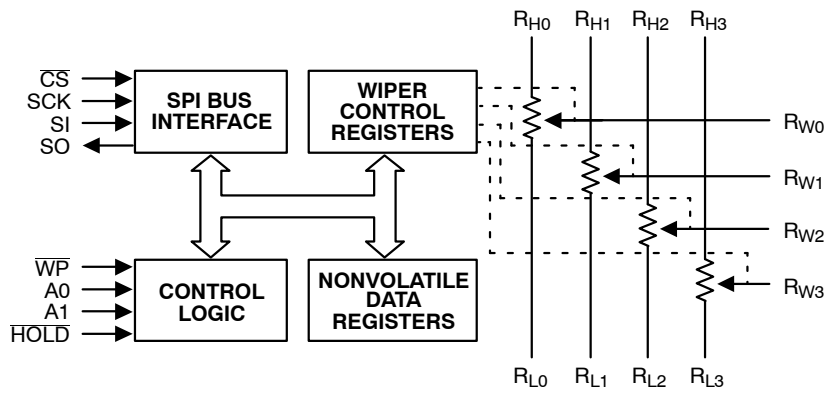 RH0 RH1 RH2 RH3
CS
SCK
SI
SO
SPI BUS
INTERFACE
WIPER
CONTROL
REGISTERS
RW0
RW1
RW2
RW3
WP
A0
A1
HOLD
CONTROL
LOGIC
NONVOLATILE
DATA
REGISTERS
RL0 RL1 RL2 RL3